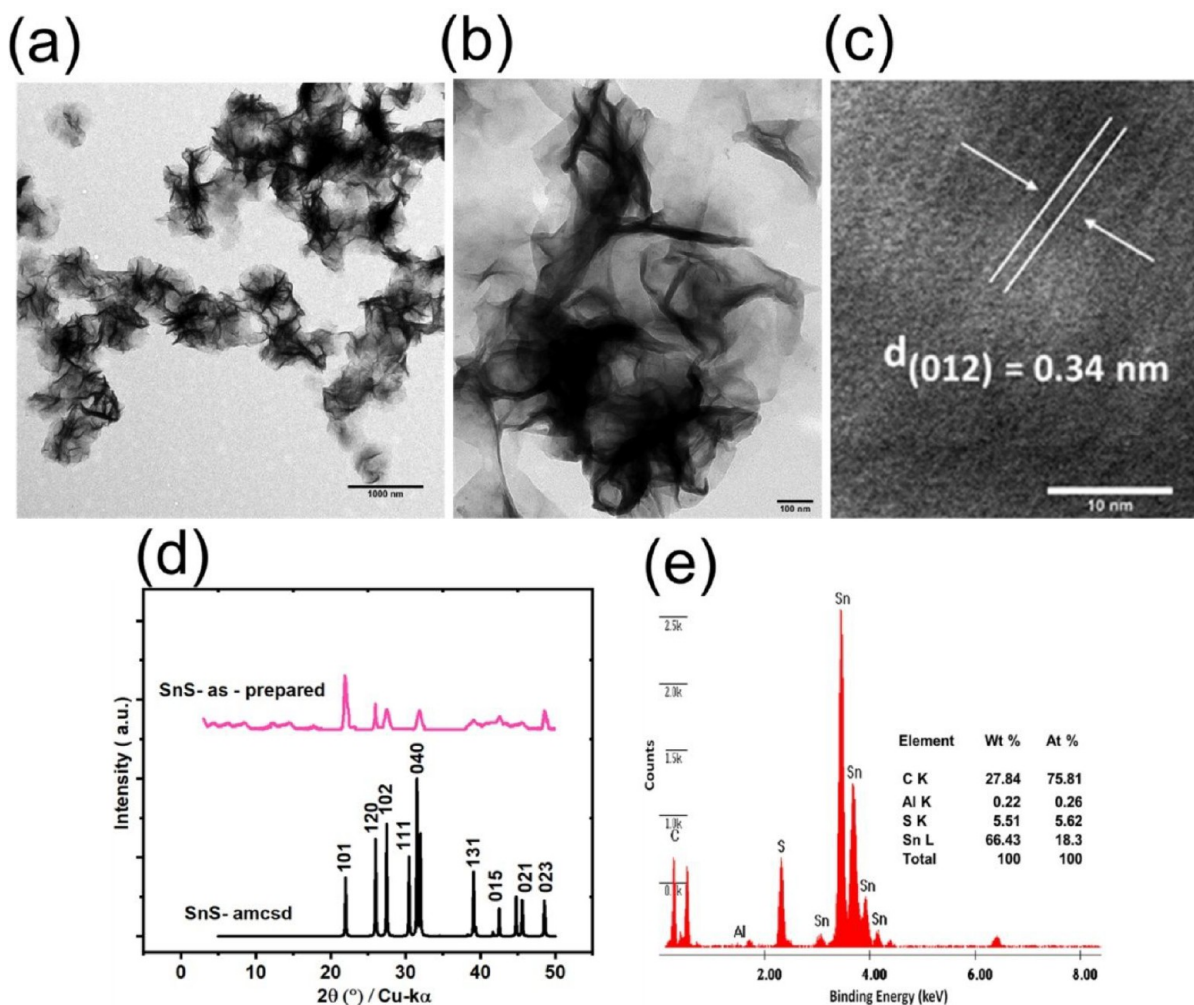 (a)
(b)
(c)
1000 nm
100 nm
d(012) = 0.34 nm
10 nm
(d)
(e)
Intensity ( a.u.)
SnS- as - prepared
SnS- amcsd
101
120
102
111
040
131
015
021
023
0
10
20
30
40
50
2θ (°) / Cu-kα
Counts
2.5k
2.0k
1.5k
1.0k
C
Al
S
Sn
Sn
Sn
Sn
Sn
2.00
4.00
6.00
8.00
Binding Energy (keV)
Element Wt % At %
C K 27.84 75.81
Al K 0.22 0.26
S K 5.51 5.62
Sn L 66.43 18.3
Total 100 100